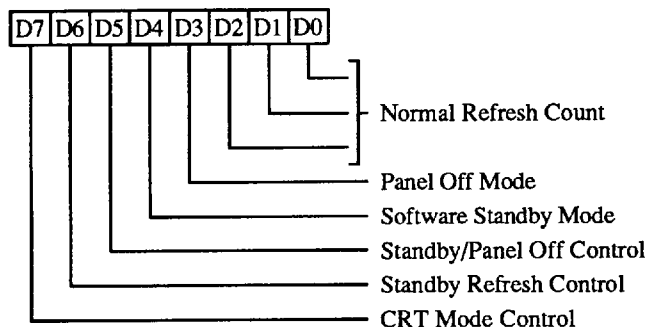 D7 D6 D5 D4 D3 D2 D1 D0
Normal Refresh Count
Panel Off Mode
Software Standby Mode
Standby/Panel Off Control
Standby Refresh Control
CRT Mode Control